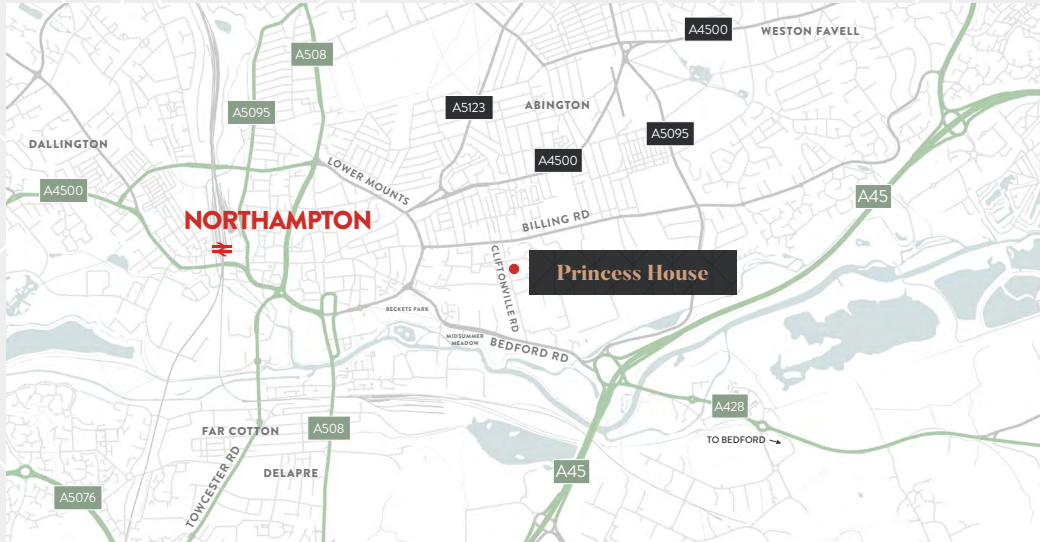 A4500
WESTON FAVELL
A508
A5123
ABINGTON
A5095
A5095
DALLINGTON
A4500
LOWER MOUNTS
A4500
A45
NORTHAMPTON
BILLING RD
CLIFTONVILLE RD
Princess House
BECKETS PARK
MIDSUMMER
MEADOW
BEDFORD RD
A428
FAR COTTON
A508
TO BEDFORD
DELAPRE
TOWCESTER RD
A45
A5076